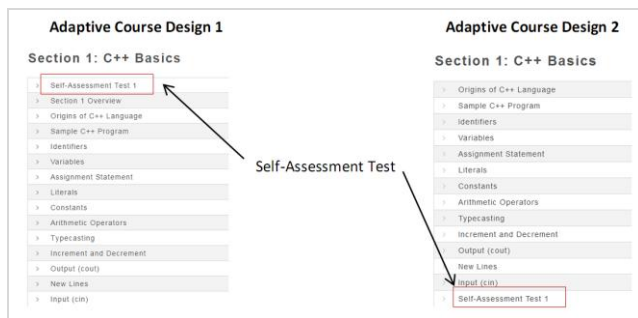 Adaptive Course Design 1
Section 1: C++ Basics
> Self-Assessment Test 1
> Section 1 Overview
> Origins of C++ Language
> Sample C++ Program
> Identifiers
> Variables
> Assignment Statement
> Literals
> Constants
> Arithmetic Operators
> Typecasting
> Increment and Decrement
> Output (cout)
> New Lines
> Input (cin)
Self-Assessment Test
Adaptive Course Design 2
Section 1: C++ Basics
> Origins of C++ Language
> Sample C++ Program
> Identifiers
> Variables
> Assignment Statement
> Literals
> Constants
> Arithmetic Operators
> Typecasting
> Increment and Decrement
> Output (cout)
New Lines
> Input (cin)
> Self-Assessment Test 1